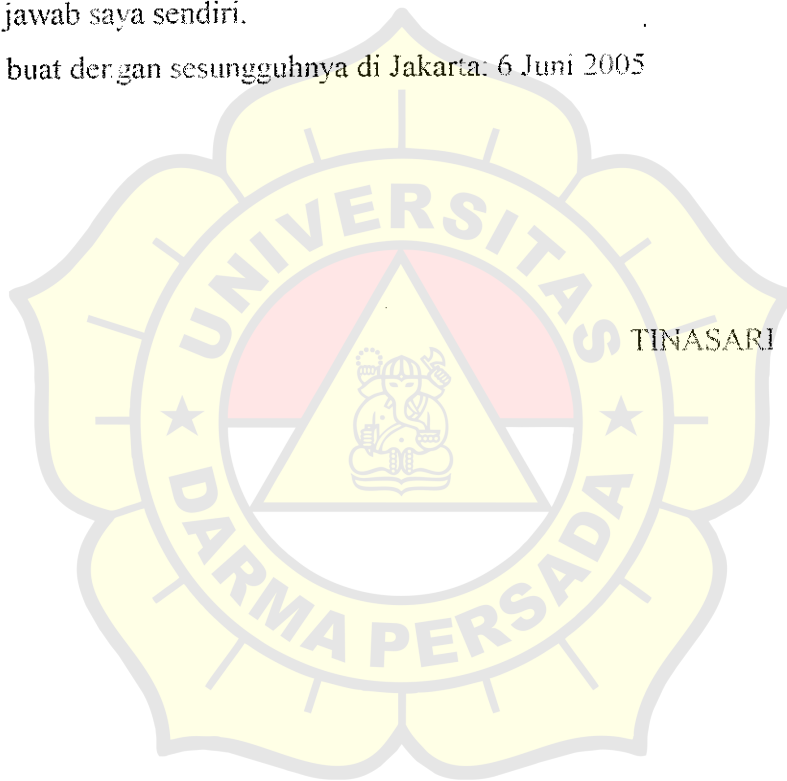 jawab saya sendiri.
buat dengan sesungguhnya di Jakarta: 6 Juni 2005
UNIVERSITAS
TINASARI
DARMA PERSADA